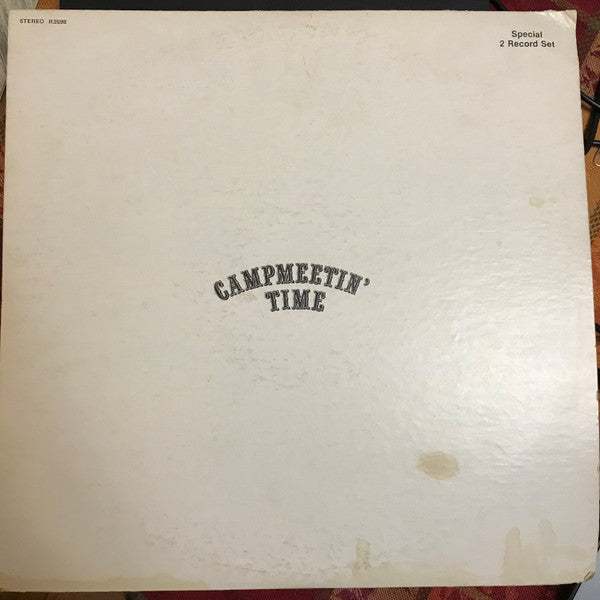 STEREO R3598
Special
2 Record Set
CAMPMEETIN'
TIME